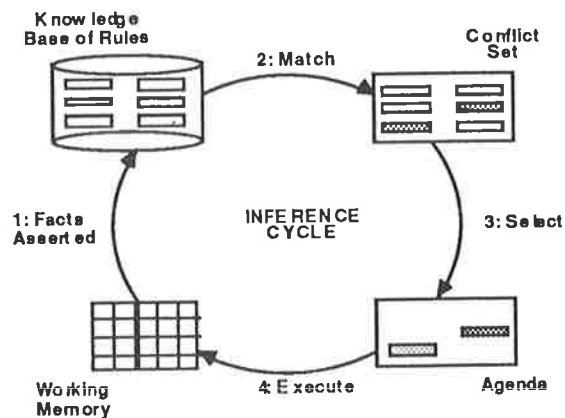 Knowledge
Base of Rules
2: Match
Conflict
Set
1: Facts
Asserted
INFERENCE
CYCLE
3: Select
Working
Memory
4: Execute
Agenda